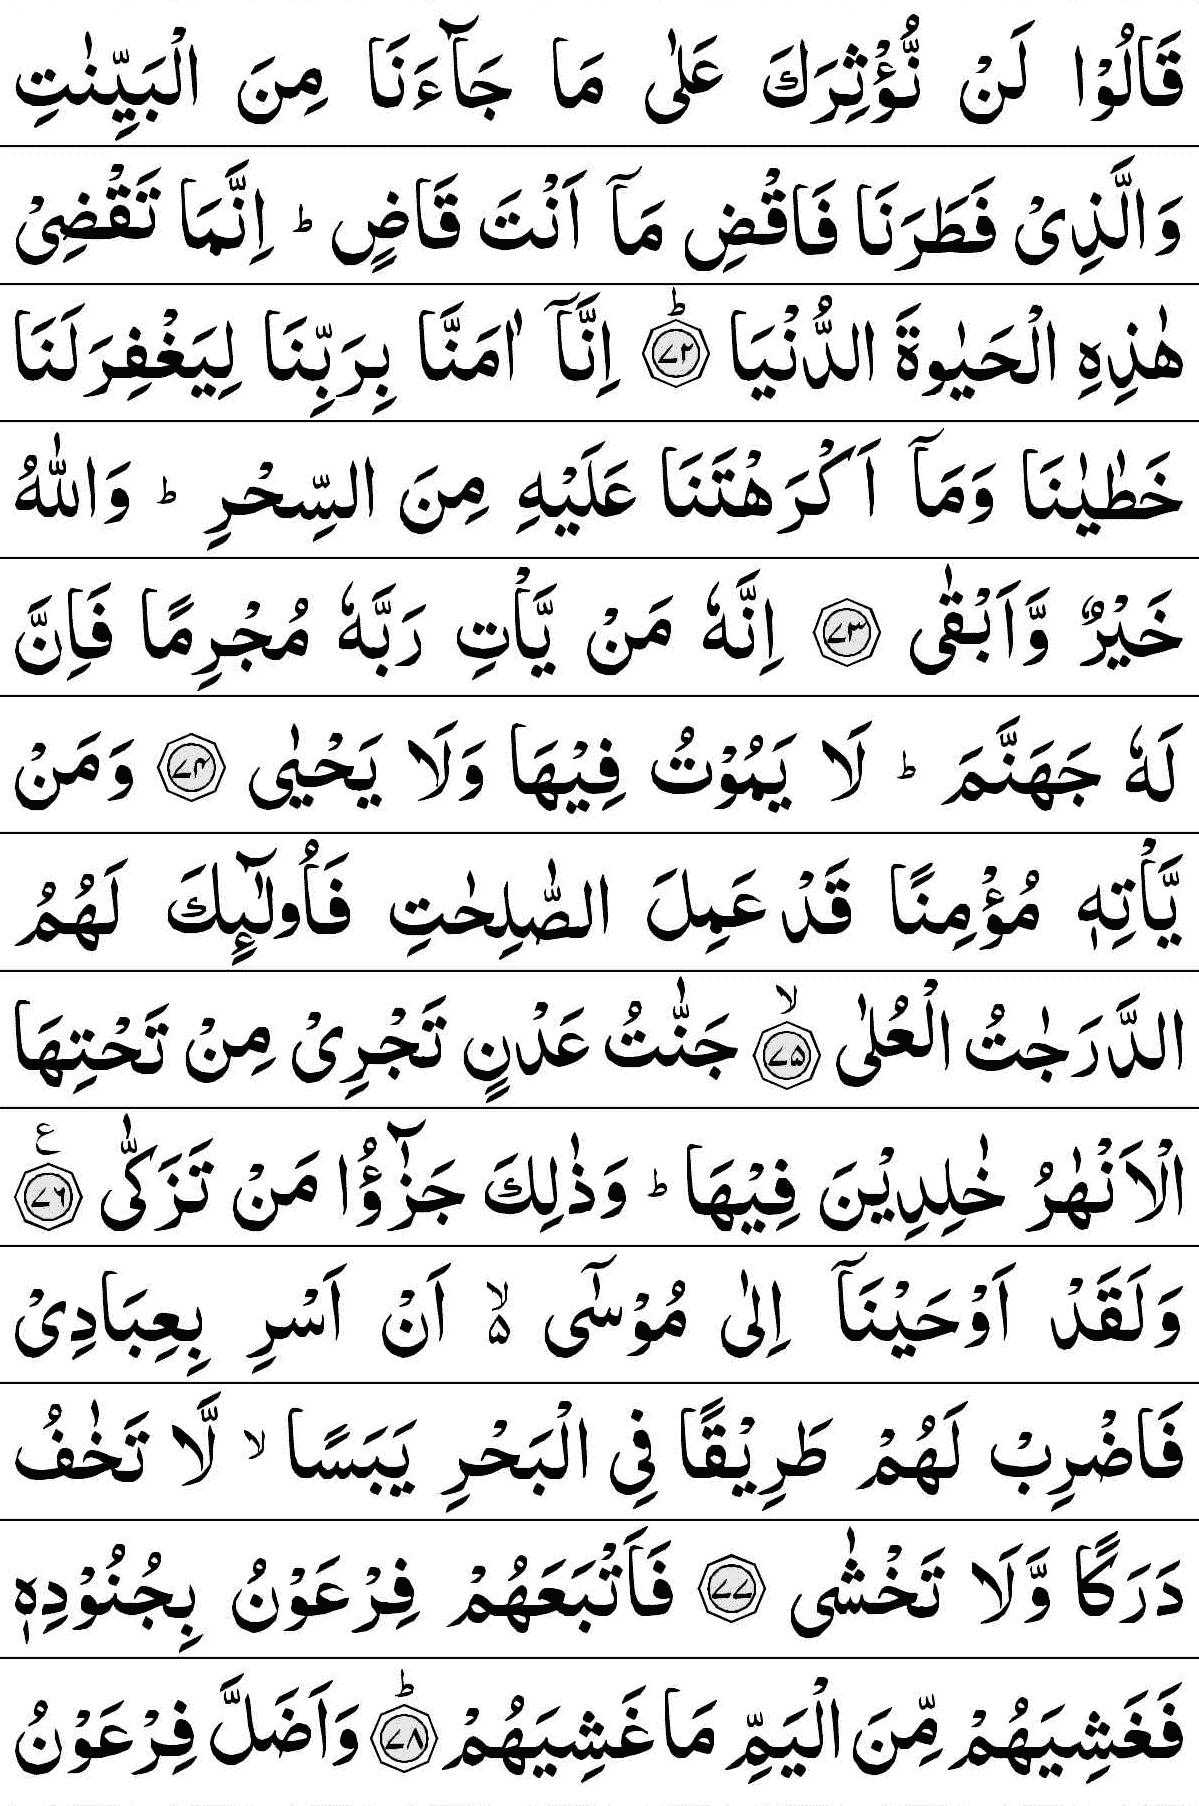 قَالُوْا لَنْ نُّؤْثِرَكَ عَلٰى مَا جَآءَنَا مِنَ الْبَيِّنٰتِ
وَالَّذِىْ فَطَرَنَا فَاقْضِ مَآ اَنْتَ قَاضٍ ؕ اِنَّمَا تَقْضِىْ
هٰذِهِ الْحَيٰوةَ الدُّنْيَا ؕ ﴿۷۲﴾ اِنَّآ اٰمَنَّا بِرَبِّنَا لِيَغْفِرَ لَنَا
خَطٰيٰنَا وَمَآ اَكْرَهْتَنَا عَلَيْهِ مِنَ السِّحْرِ ؕ وَاللّٰهُ
خَيْرٌ وَّاَبْقٰى ﴿۷۳﴾ اِنَّهٗ مَنْ يَّاْتِ رَبَّهٗ مُجْرِمًا فَاِنَّ
لَهٗ جَهَنَّمَ ؕ لَا يَمُوْتُ فِيْهَا وَلَا يَحْيٰى ﴿۷۴﴾ وَمَنْ
يَّاْتِهٖ مُؤْمِنًا قَدْ عَمِلَ الصّٰلِحٰتِ فَاُولٰٓئِكَ لَهُمُ
الدَّرَجٰتُ الْعُلٰى ۙ ﴿۷۵﴾ جَنّٰتُ عَدْنٍ تَجْرِىْ مِنْ تَحْتِهَا
الْاَنْهٰرُ خٰلِدِيْنَ فِيْهَا ؕ وَذٰلِكَ جَزٰٓؤُا مَنْ تَزَكّٰى ﴿۷۶﴾ ع
وَلَقَدْ اَوْحَيْنَآ اِلٰى مُوْسٰٓى ۙ۵ اَنْ اَسْرِ بِعِبَادِىْ
فَاضْرِبْ لَهُمْ طَرِيْقًا فِى الْبَحْرِ يَبَسًا ۙ لَّا تَخٰفُ
دَرَكًا وَّلَا تَخْشٰى ﴿۷۷﴾ فَاَتْبَعَهُمْ فِرْعَوْنُ بِجُنُوْدِهٖ
فَغَشِيَهُمْ مِّنَ الْيَمِّ مَا غَشِيَهُمْ ؕ ﴿۷۸﴾ وَاَضَلَّ فِرْعَوْنُ